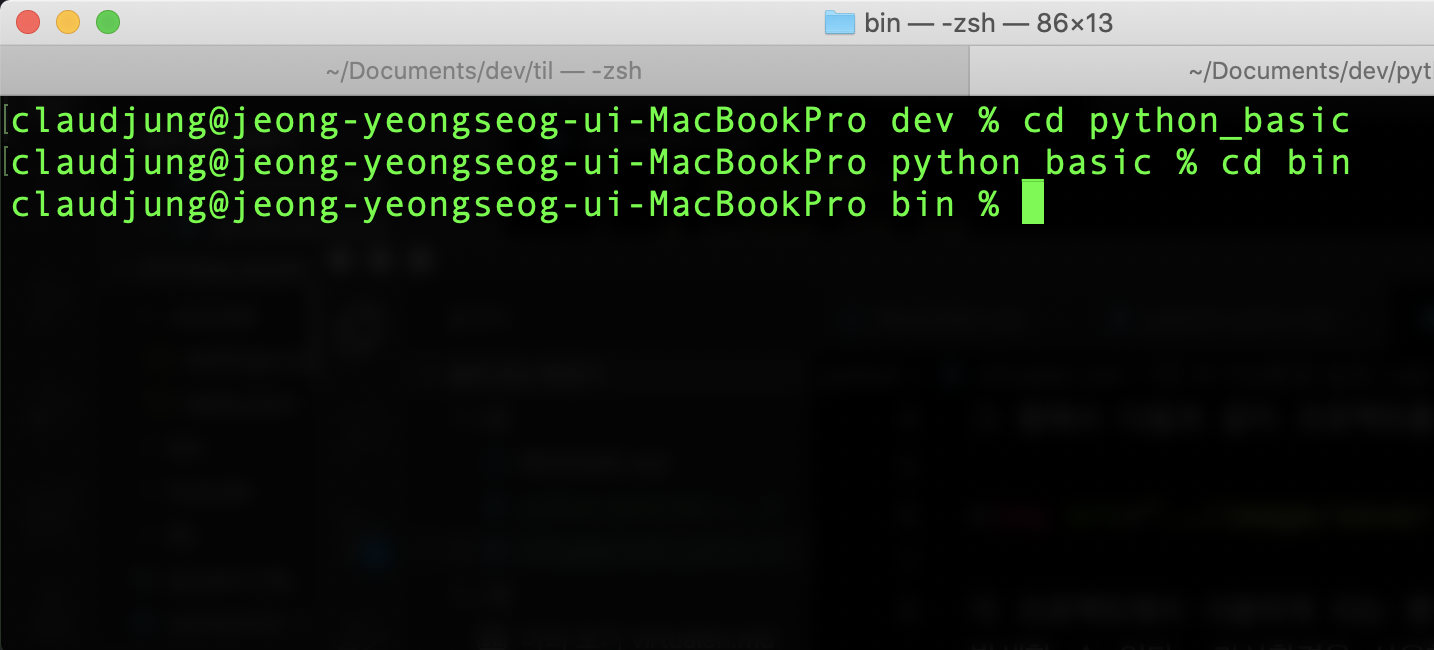 bin — -zsh — 86×13
~/Documents/dev/til — -zsh
~/Documents/dev/pyt
claudjung@jeong-yeongseog-ui-MacBookPro dev % cd python_basic
claudjung@jeong-yeongseog-ui-MacBookPro python_basic % cd bin
claudjung@jeong-yeongseog-ui-MacBookPro bin %